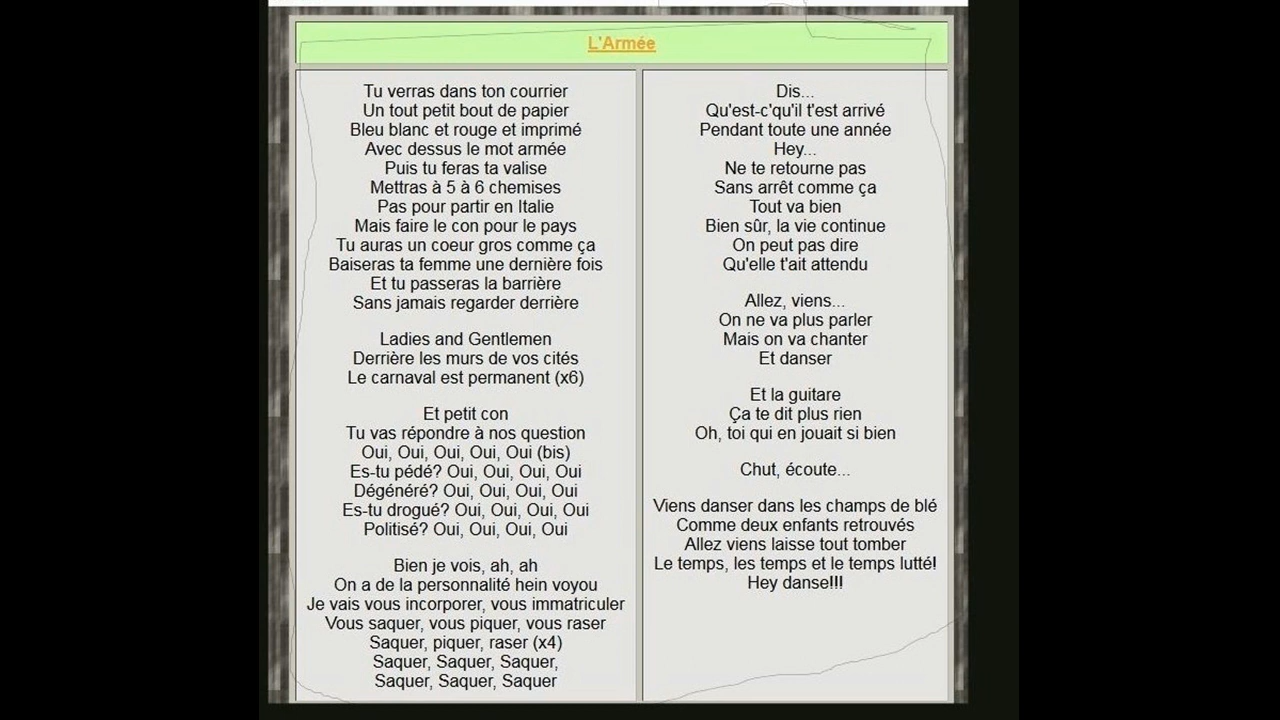 L'Armée
Tu verras dans ton courrier
Un tout petit bout de papier
Bleu blanc et rouge et imprimé
Avec dessus le mot armée
Puis tu feras ta valise
Mettras à 5 à 6 chemises
Pas pour partir en Italie
Mais faire le con pour le pays
Tu auras un coeur gros comme ça
Baiseras ta femme une dernière fois
Et tu passeras la barrière
Sans jamais regarder derrière
Ladies and Gentlemen
Derrière les murs de vos cités
Le carnaval est permanent (x6)
Et petit con
Tu vas répondre à nos question
Oui, Oui, Oui, Oui, Oui (bis)
Es-tu pédé? Oui, Oui, Oui, Oui
Dégénéré? Oui, Oui, Oui, Oui
Es-tu drogué? Oui, Oui, Oui, Oui
Politisé? Oui, Oui, Oui, Oui
Bien je vois, ah, ah
On a de la personnalité hein voyou
Je vais vous incorporer, vous immatriculer
Vous saquer, vous piquer, vous raser
Saquer, piquer, raser (x4)
Saquer, Saquer, Saquer,
Saquer, Saquer, Saquer
Dis...
Qu'est-c'qu'il t'est arrivé
Pendant toute une année
Hey...
Ne te retourne pas
Sans arrêt comme ça
Tout va bien
Bien sûr, la vie continue
On peut pas dire
Qu'elle t'ait attendu
Allez, viens...
On ne va plus parler
Mais on va chanter
Et danser
Et la guitare
Ça te dit plus rien
Oh, toi qui en jouait si bien
Chut, écoute...
Viens danser dans les champs de blé
Comme deux enfants retrouvés
Allez viens laisse tout tomber
Le temps, les temps et le temps lutté!
Hey danse!!!